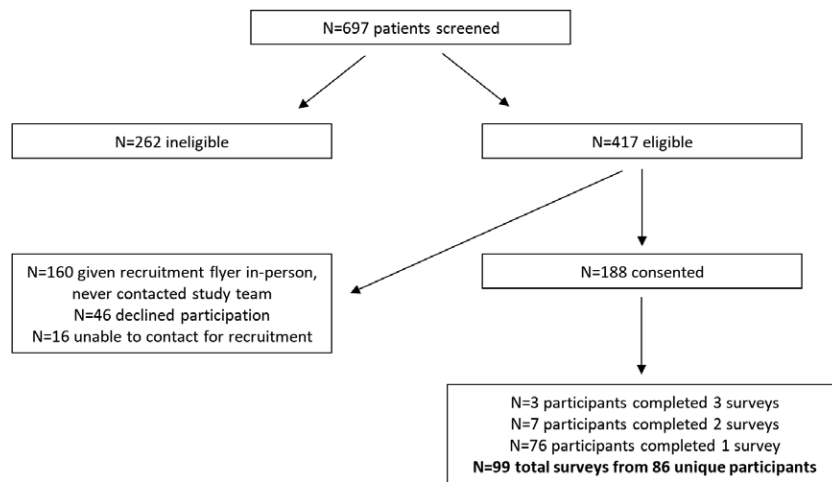 N=697 patients screened
N=262 ineligible
N=417 eligible
N=160 given recruitment flyer in-person,
never contacted study team
N=46 declined participation
N=16 unable to contact for recruitment
N=188 consented
N=3 participants completed 3 surveys
N=7 participants completed 2 surveys
N=76 participants completed 1 survey
N=99 total surveys from 86 unique participants